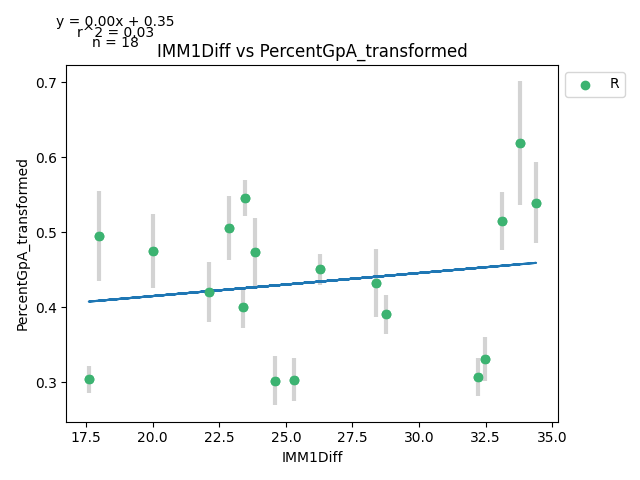 y = 0.00x + 0.35
r^2 = 0.03
n = 18
IMM1Diff vs PercentGpA_transformed
R
PercentGpA_transformed
0.7
0.6
0.5
0.4
0.3
17.5 20.0 22.5 25.0 27.5 30.0 32.5 35.0
IMM1Diff